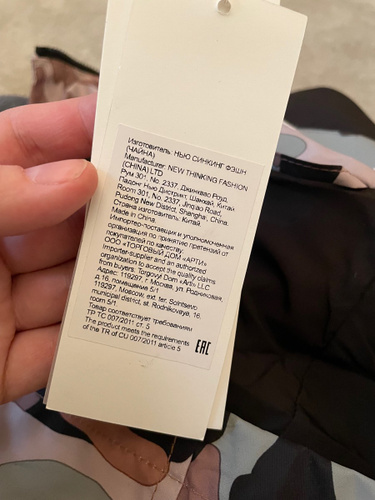 Изготовитель: НЬЮ СИНКИНГ ФЭШН
(ЧАЙНА)
Manufacturer: NEW THINKING FASHION
(CHINA) LTD
Рум 301, No. 2337, Джинквао Роуд,
Пудонг Нью Дистрикт, Шанхай, Китай
Room 301, No. 2337, Jinqiao Road,
Pudong New District, Shanghai, China.
Страна изготовитель: Китай
Made in China.
Импортер-поставщик и уполномоченная
организация по принятие претензий от
покупателей по качеству:
ООО «ТОРГОВЫЙ ДОМ «АРТИ»
Importer-supplier and an authorized
organization to accept the quality claims
from buyers: Torgovyi Dom «Arti» LLC
Адрес: 119297, г. Москва, ул. Родниковая,
д.16, помещение 5/1
119297, Moscow, ext. ter. Solntsevo
municipal district, st. Rodnikovaya, 16,
room 5/1
Товар соответствует требованиями
ТР ТС 007/2011 ст. 5
The product meets the requirements
of the TR of CU 007/2011 article 5
EAC